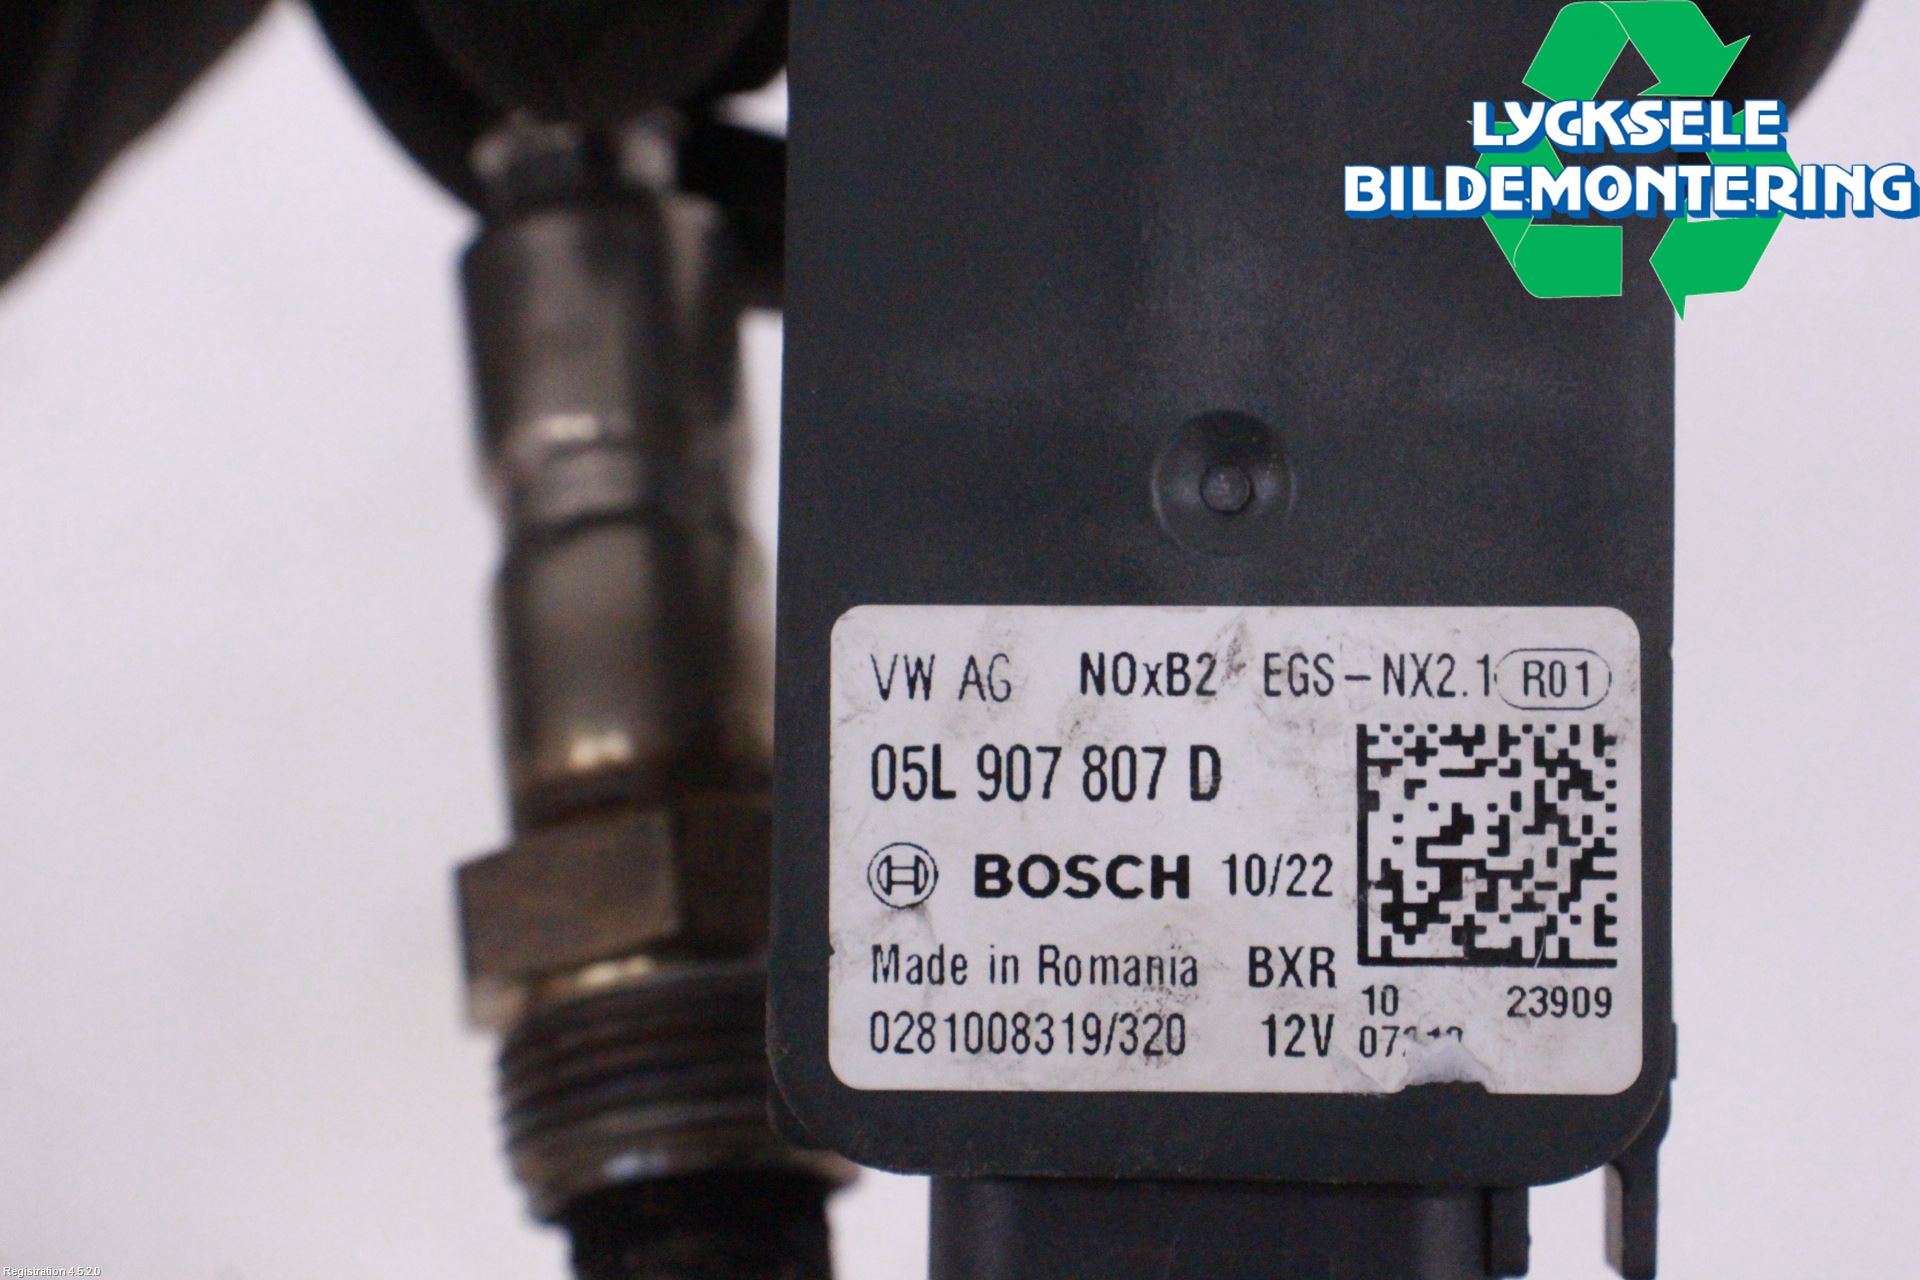 LYCKSELE
BILDEMONTERING
VW AG NOxB2 EGS-NX2.1 R01
05L 907 807 D
BOSCH 10/22
Made in Romania BXR
10 23909
0281008319/320 12V
Registration 4.5.2.0